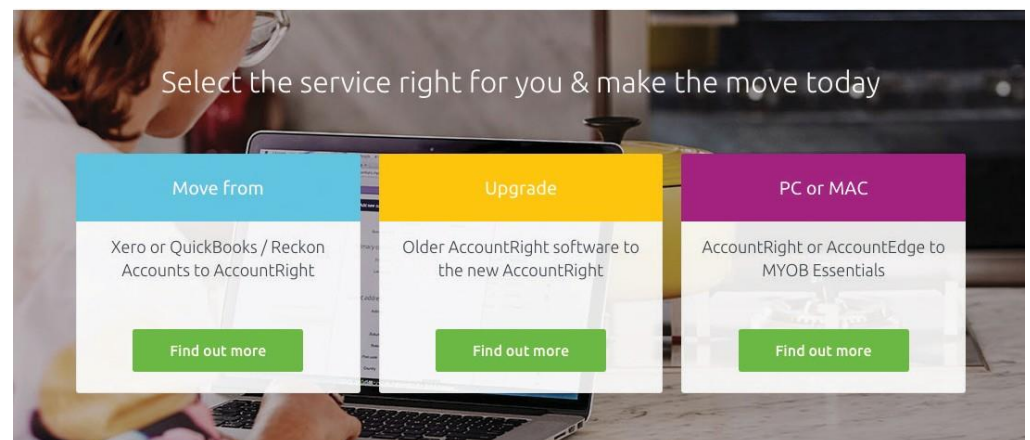 Select the service right for you & make the move today
Move from
Xero or QuickBooks / Reckon
Accounts to AccountRight
Find out more
Upgrade
Older AccountRight software to
the new AccountRight
Find out more
PC or MAC
AccountRight or AccountEdge to
MYOB Essentials
Find out more